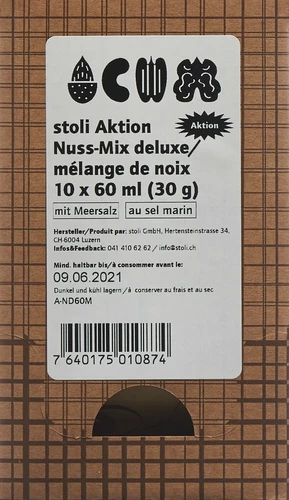 stoli Aktion
Aktion
Nuss-Mix deluxe/
mélange de noix
10 x 60 ml (30 g)
mit Meersalz au sel marin
Hersteller/Produit par: stoli GmbH, Hertensteinstrasse 34,
CH-6004 Luzern
Infos&Feedback: 041 410 62 62 / info@stoli.ch
Mind. haltbar bis/à consommer avant le:
09.06.2021
Dunkel und kühl lagern / à conserver au frais et au sec
A-ND60M
7 640175 010874